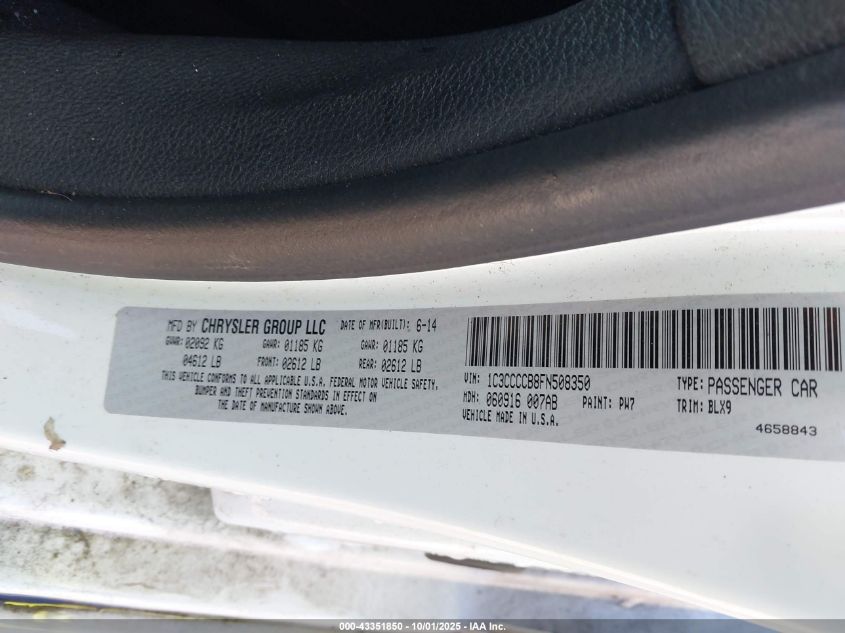 MFD BY CHRYSLER GROUP LLC DATE OF MFR(BUILT): 6-14
GVWR: 02092 KG GAWR: 01185 KG GAWR: 01185 KG
04612 LB FRONT: 02612 LB REAR: 02612 LB
THIS VEHICLE CONFORMS TO ALL APPLICABLE U.S.A. FEDERAL MOTOR VEHICLE SAFETY,
BUMPER AND THEFT PREVENTION STANDARDS IN EFFECT ON
THE DATE OF MANUFACTURE SHOWN ABOVE.
VIN: 1C3CCCCB8FN508350 TYPE: PASSENGER CAR
MDH: 060916 007AB PAINT: PW7 TRIM: BLX9
VEHICLE MADE IN U.S.A. 4658843
000-43351850 - 10/01/2025 - IAA Inc.